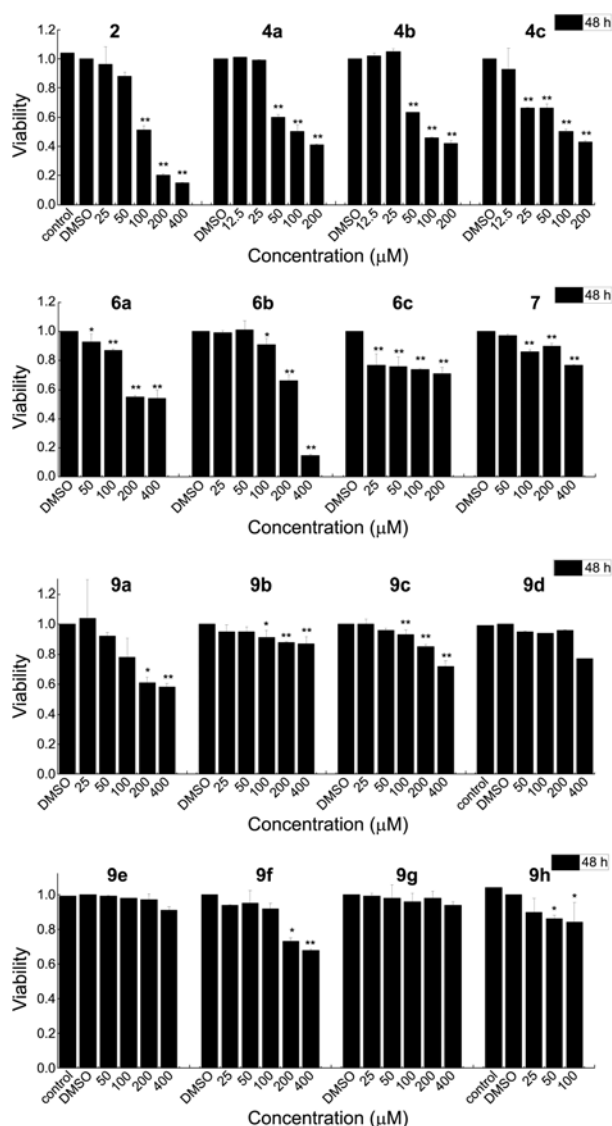 48 h
2 4a 4b 4c
1.2
1.0
0.8
0.6
0.4
0.2
0.0
Viability
** ** ** ** ** ** ** ** ** ** ** ** **
control DMSO 25 50 100 200 400 DMSO 12.5 25 50 100 200 DMSO 12.5 25 50 100 200 DMSO 12.5 25 50 100 200
Concentration (μM)
48 h
6a 6b 6c 7
1.2
1.0
0.8
0.6
0.4
0.2
0.0
Viability
* ** ** ** * ** ** ** ** ** ** ** ** **
DMSO 50 100 200 400 DMSO 25 50 100 200 400 DMSO 25 50 100 200 DMSO 50 100 200 400
Concentration (μM)
48 h
9a 9b 9c 9d
1.2
1.0
0.8
0.6
0.4
0.2
0.0
Viability
* ** * ** ** ** ** **
DMSO 25 50 100 200 400 DMSO 25 50 100 200 400 DMSO 25 50 100 200 400 control DMSO 50 100 200 400
Concentration (μM)
48 h
9e 9f 9g 9h
1.2
1.0
0.8
0.6
0.4
0.2
0.0
Viability
* ** * *
control DMSO 50 100 200 400 DMSO 25 50 100 200 400 DMSO 25 50 100 200 400 control DMSO 25 50 100
Concentration (μM)